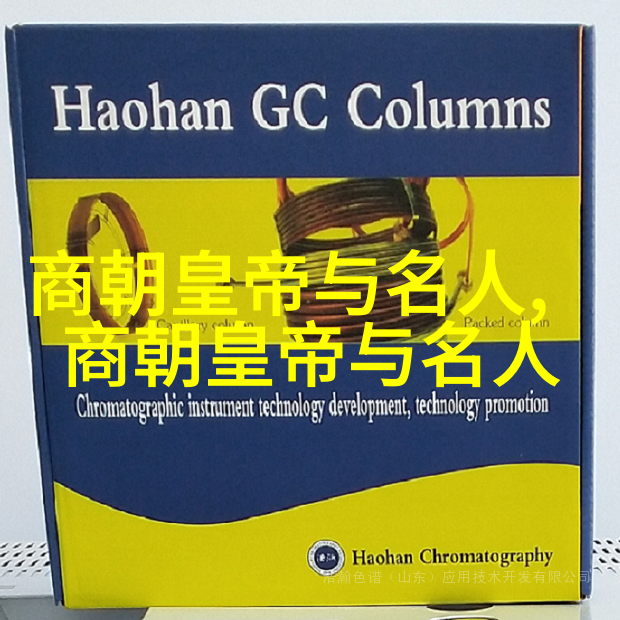 Haohan GC Columns
商朝皇帝与名人,
商朝皇帝与名人
Capillary column
Packed column
Chromatographic instrument technology development, technology promotion
Haohan Chromatography
浩瀚色谱（山东）应用技术开发有限公司